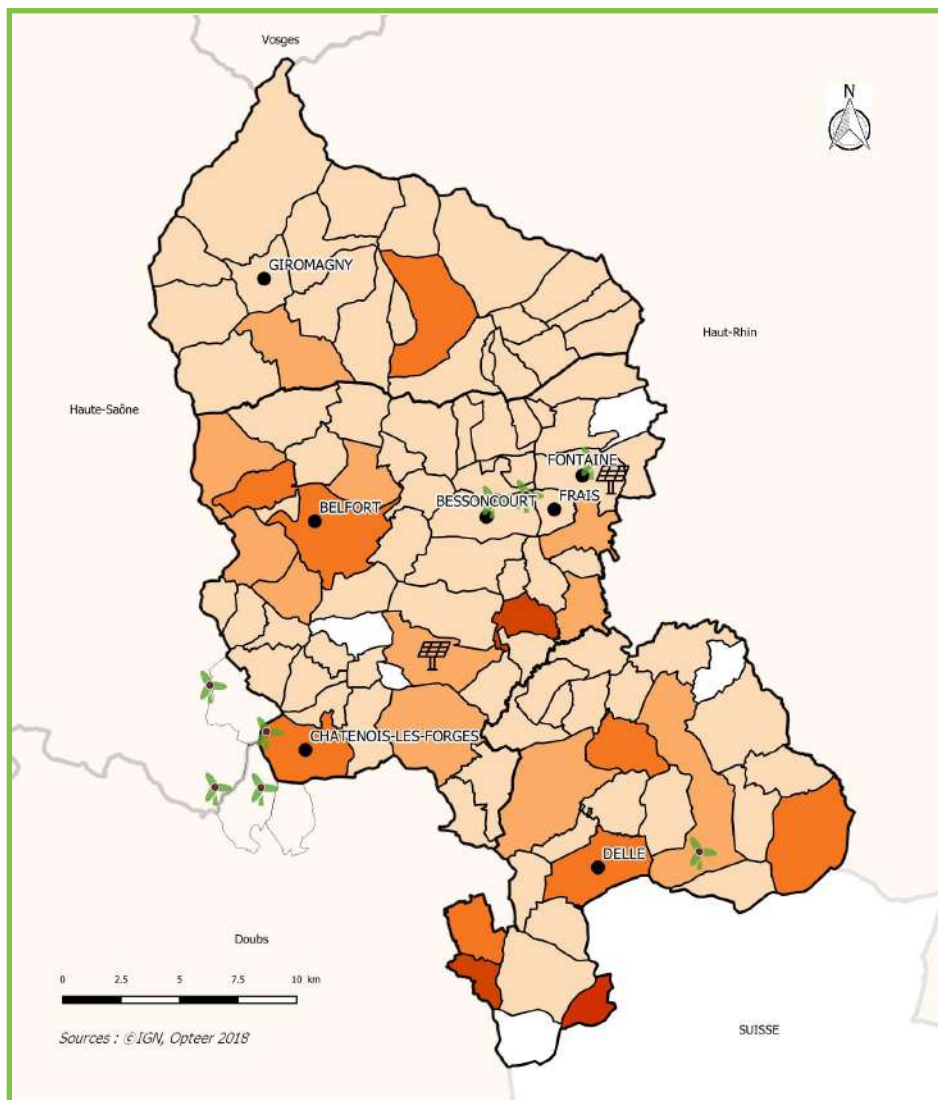 Vosges
N
GIROMAGNY
Haut-Rhin
Haute-Saône
FONTAINE
BESSONCOURT
FRAIS
BELFORT
CHATENOIS-LES-FORGES
DELLE
Doubs
0 2.5 5 7.5 10 km
SUISSE
Sources : ©IGN, Opteer 2018